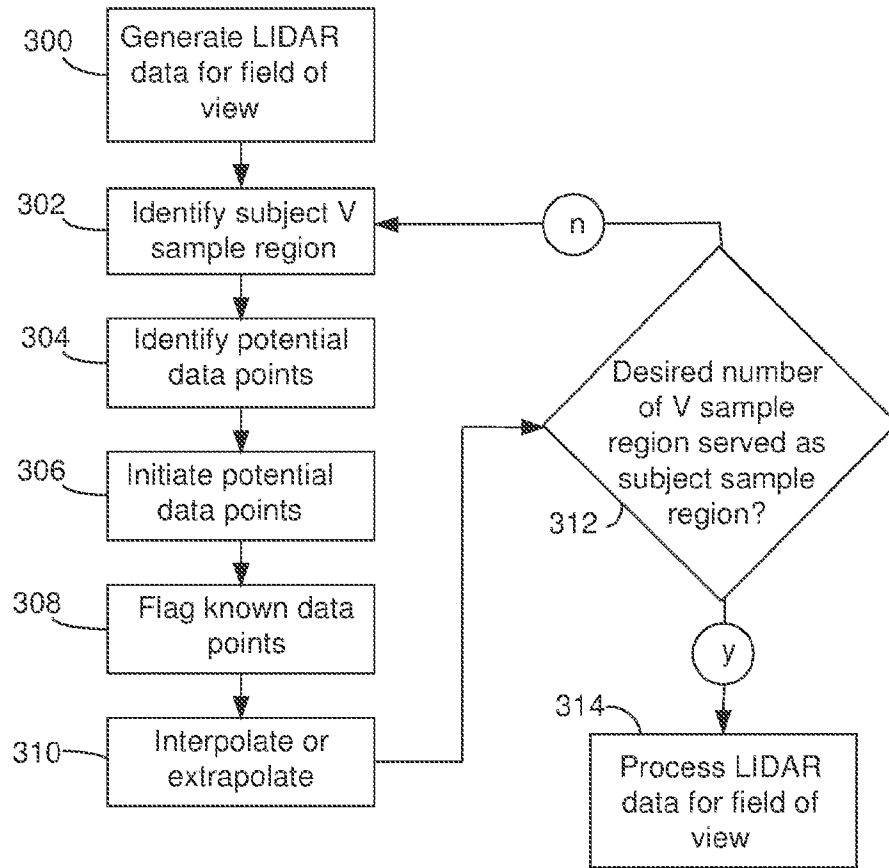 300
Generate LIDAR
data for field of
view
302
Identify subject V
sample region
n
304
Identify potential
data points
306
Initiate potential
data points
308
Flag known data
points
310
Interpolate or
extrapolate
Desired number
of V sample
region served as
subject sample
region?
312
y
314
Process LIDAR
data for field of
view